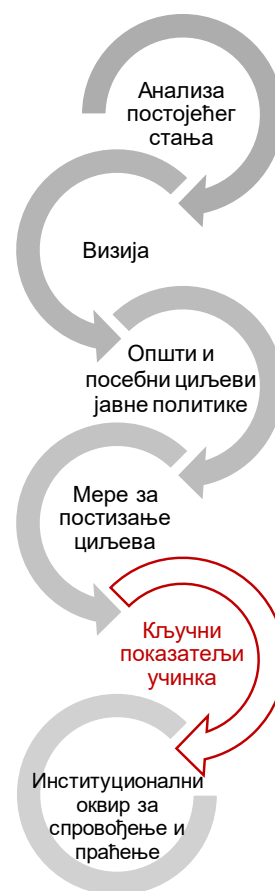 Анализа
постојећег
стања
Визија
Општи и
посебни циљеви
јавне политике
Мере за
постизање
циљева
Кључни
показатељи
учинка
Институционални
оквир за
спровођење и
праћење